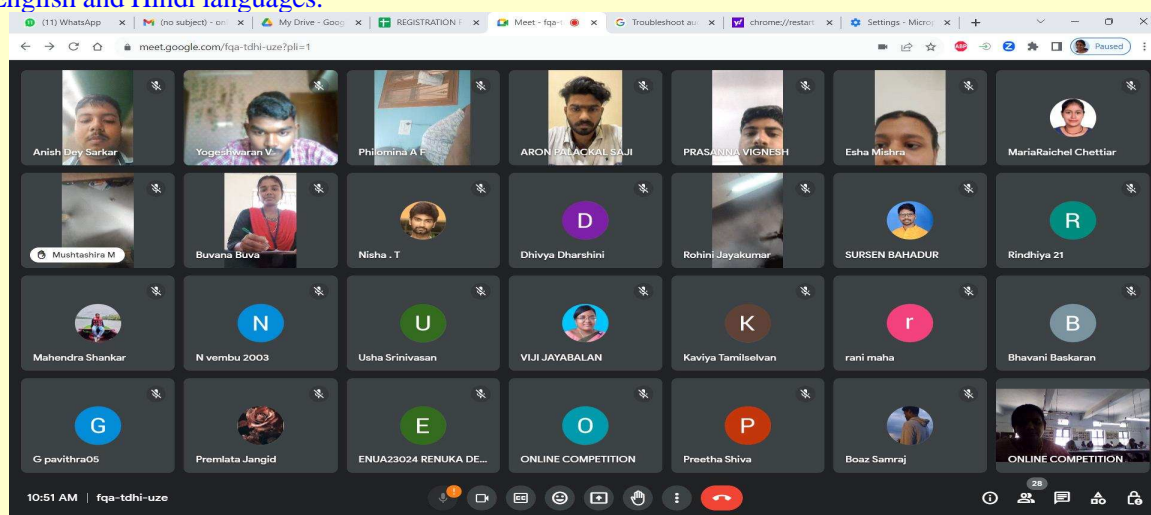 English and Hindi languages.
(11) WhatsApp (no subject) - on My Drive - Goog REGISTRATION Meet - fqa-t Troubleshoot au chrome://restart Settings - Micro
meet.google.com/fqa-tdhi-uze?pli=1 ABP Z Paused
Anish Dey Sarkar Yogeshwaran V Philomina A F ARON PALACKAL SAJI PRASANNA VIGNESH Esha Mishra MariaRaichel Chettiar
D R
Mushtashira M Buvana Buva Nisha . T Dhivya Dharshini Rohini Jayakumar SURSEN BAHADUR Rindhiya 21
N U K r B
Mahendra Shankar N vembu 2003 Usha Srinivasan VIJI JAYABALAN Kaviya Tamilselvan rani maha Bhavani Baskaran
G E O P
G pavithra05 Premlata Jangid ENUA23024 RENUKA DE... ONLINE COMPETITION Preetha Shiva Boaz Samraj ONLINE COMPETITION
10:51 AM | fqa-tdhi-uze CC 28